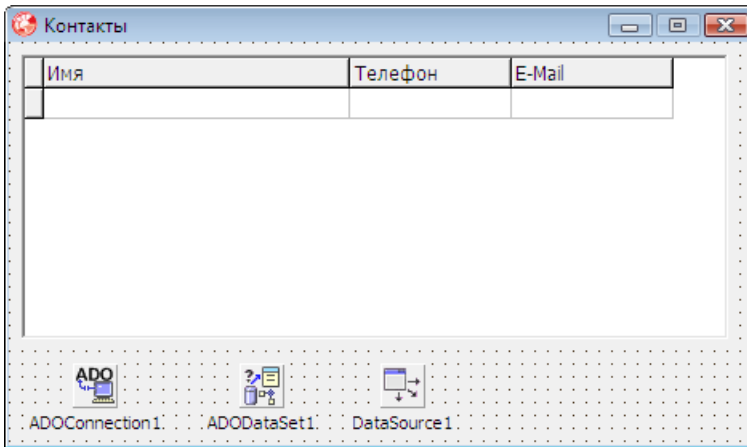 Контакты
Имя Телефон E-Mail
ADO
ADOConnection1 ADODataSet1 DataSource1